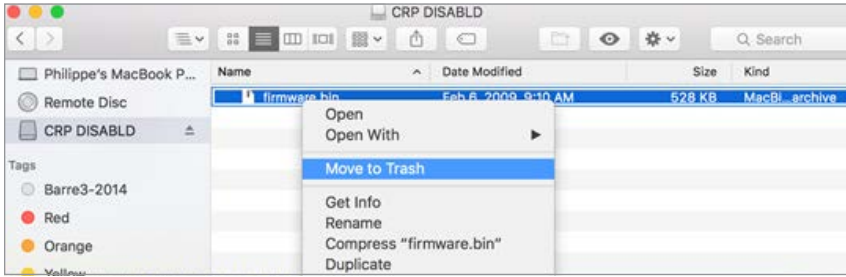 CRP DISABLD
Search
Philippe's MacBook P...
Remote Disc
CRP DISABLD
Tags
Barre3-2014
Red
Orange
Yellow
Name Date Modified Size Kind
firmware.bin Feb 6, 2009, 9:10 AM 528 KB MacBi...archive
Open
Open With
Move to Trash
Get Info
Rename
Compress “firmware.bin”
Duplicate